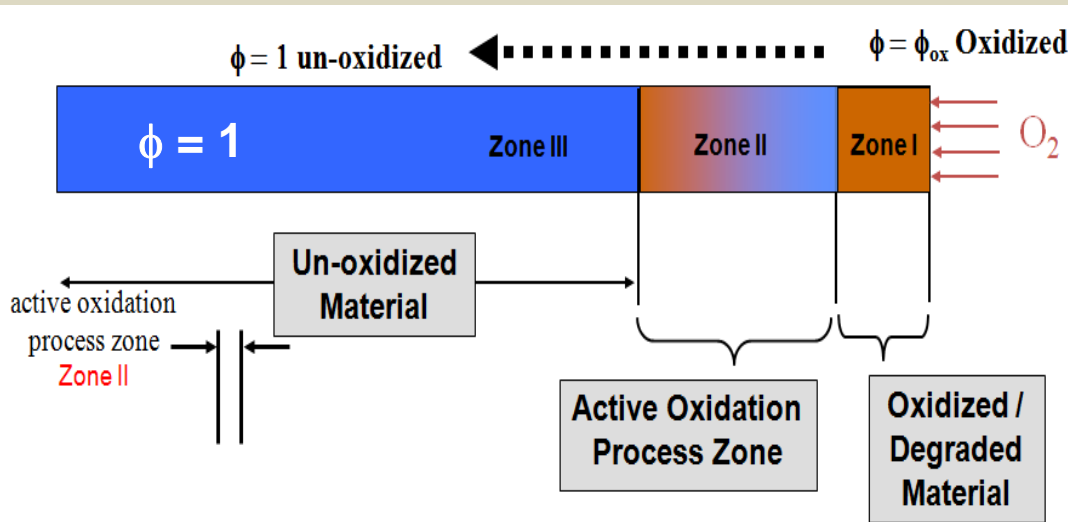 ϕ = 1 un-oxidized
ϕ = ϕox Oxidized
ϕ = 1
Zone III
Zone II
Zone I
O2
Un-oxidized
Material
active oxidation
process zone
Zone II
Active Oxidation
Process Zone
Oxidized /
Degraded
Material